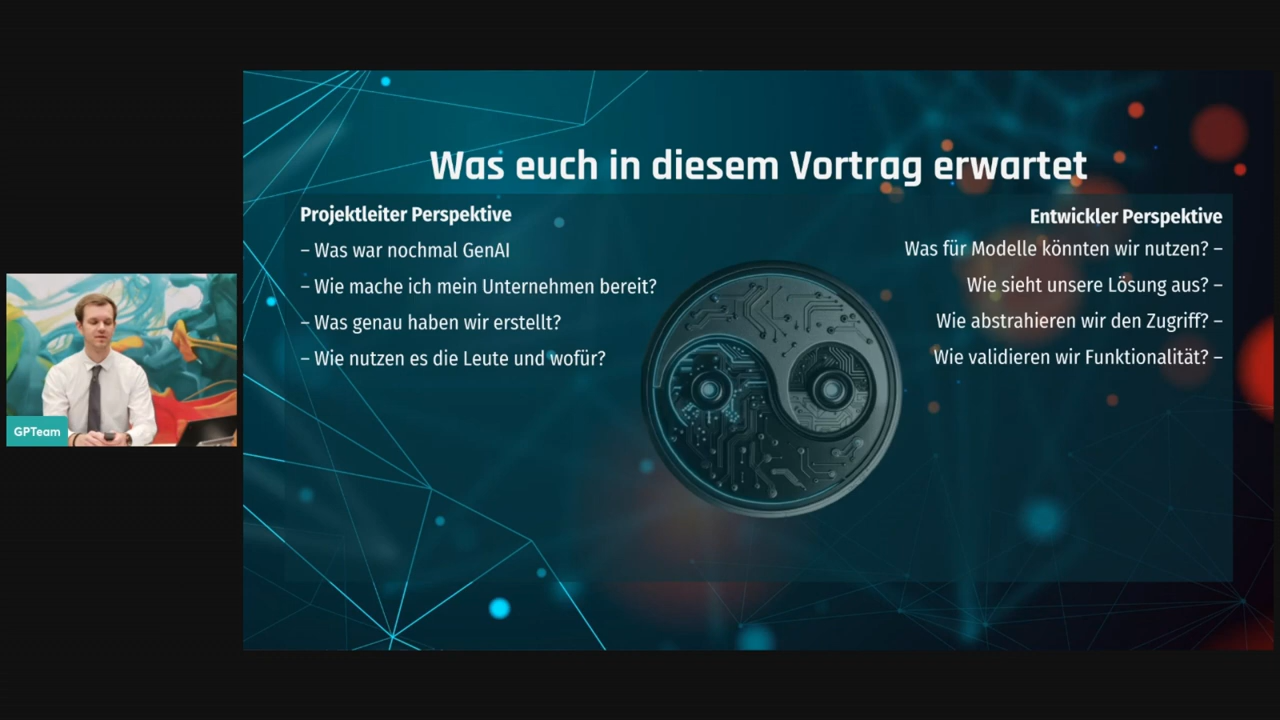 Was euch in diesem Vortrag erwartet
Projektleiter Perspektive
– Was war nochmal GenAI
– Wie mache ich mein Unternehmen bereit?
– Was genau haben wir erstellt?
– Wie nutzen es die Leute und wofür?
Entwickler Perspektive
Was für Modelle könnten wir nutzen? –
Wie sieht unsere Lösung aus? –
Wie abstrahieren wir den Zugriff? –
Wie validieren wir Funktionalität? –
GPTeam